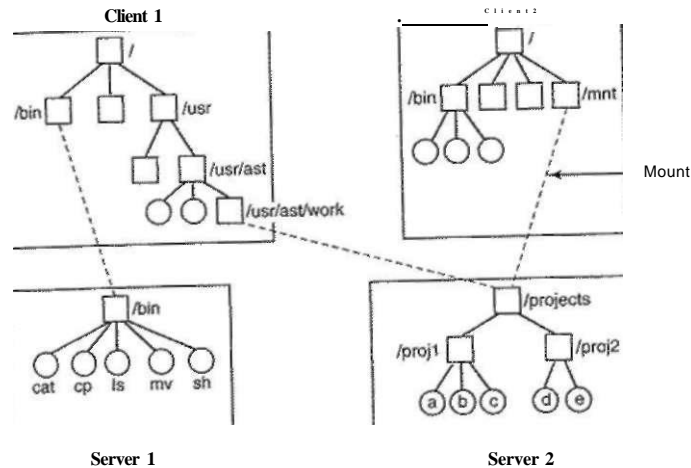 Client 1
Client 2
/
/
/bin
/usr
/bin
/mnt
/usr/ast
Mount
/usr/ast/work
/bin
/projects
/proj1
/proj2
cat
cp
ls
mv
sh
a
b
c
d
e
Server 1
Server 2